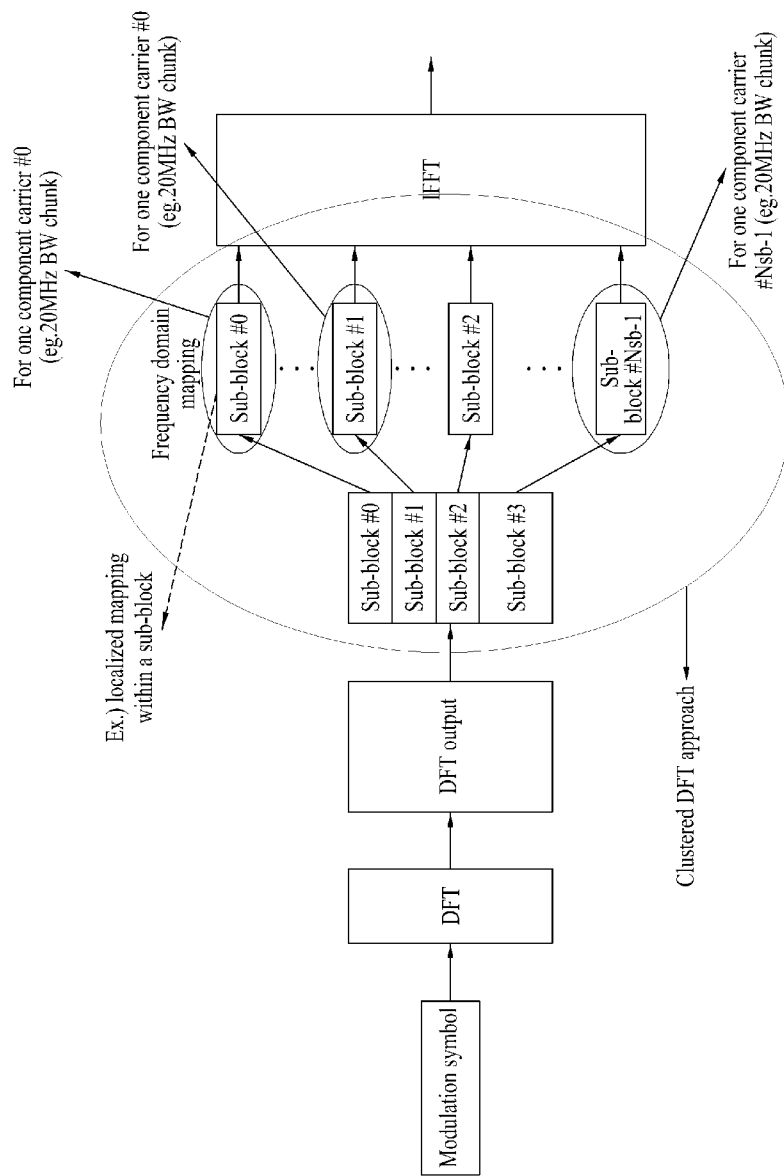 Modulation symbol
DFT
DFT output
Sub-block #0
Sub-block #1
Sub-block #2
Sub-block #3
Ex.) localized mapping
within a sub-block
Frequency domain
mapping
Sub-block #0
Sub-block #1
Sub-block #2
Sub-
block #Nsb-1
IFFT
For one component carrier #0
(eg.20MHz BW chunk)
For one component carrier #0
(eg.20MHz BW chunk)
For one component carrier
#Nsb-1 (eg.20MHz BW chunk)
Clustered DFT approach